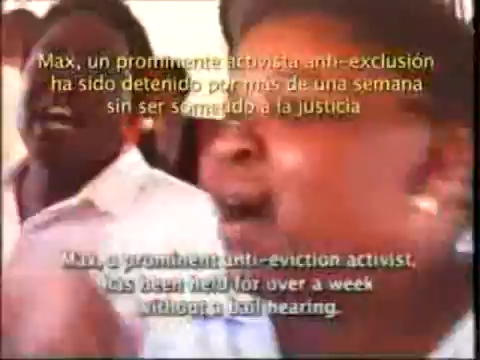 Max, un prominente activista anti-exclusión
ha sido detenido por más de una semana
sin ser sometido a la justicia
Max, a prominent anti-eviction activist,
has been held for over a week
without a bail hearing.